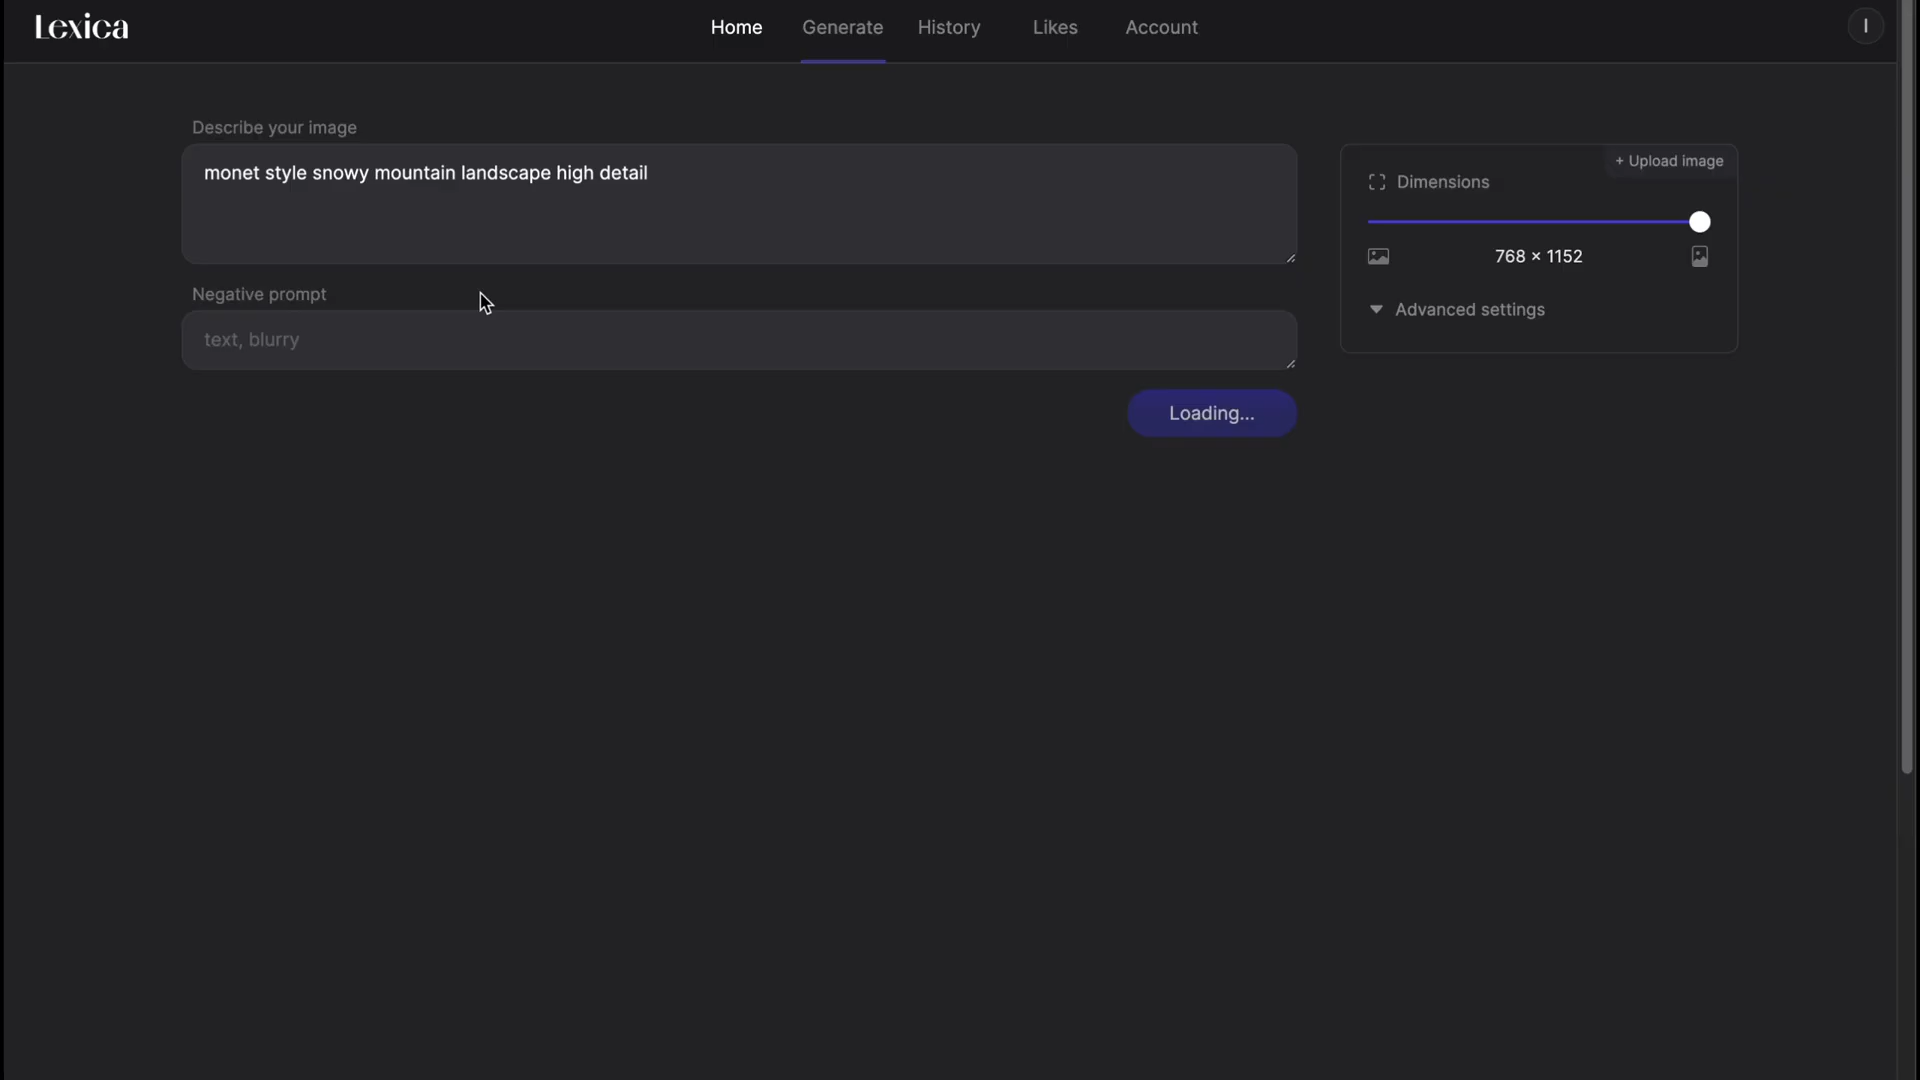 Lexica
Home Generate History Likes Account
I
Describe your image
monet style snowy mountain landscape high detail
+ Upload image
Dimensions
768 × 1152
Advanced settings
Negative prompt
text, blurry
Loading...